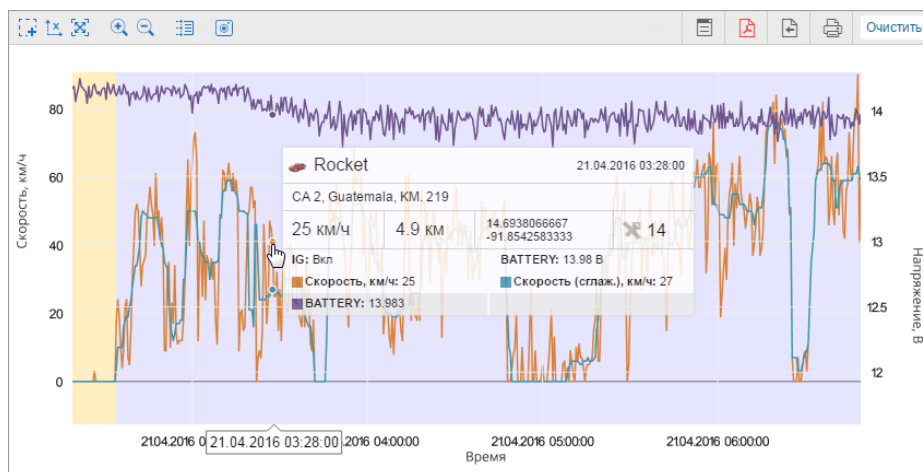 Очистить
Скорость, км/ч
80
60
40
20
0
Rocket 21.04.2016 03:28:00
CA 2, Guatemala, KM. 219
25 км/ч 4.9 км 14.6938066667 -91.8542583333 14
IG: Вкл BATTERY: 13.98 В
Скорость, км/ч: 25 Скорость (сглаж.), км/ч: 27
BATTERY: 13.983
14
13.5
13
12.5
12
Напряжение, В
21.04.2016 0 21.04.2016 03:28:00 .2016 04:00:00 21.04.2016 05:00:00 21.04.2016 06:00:00
Время